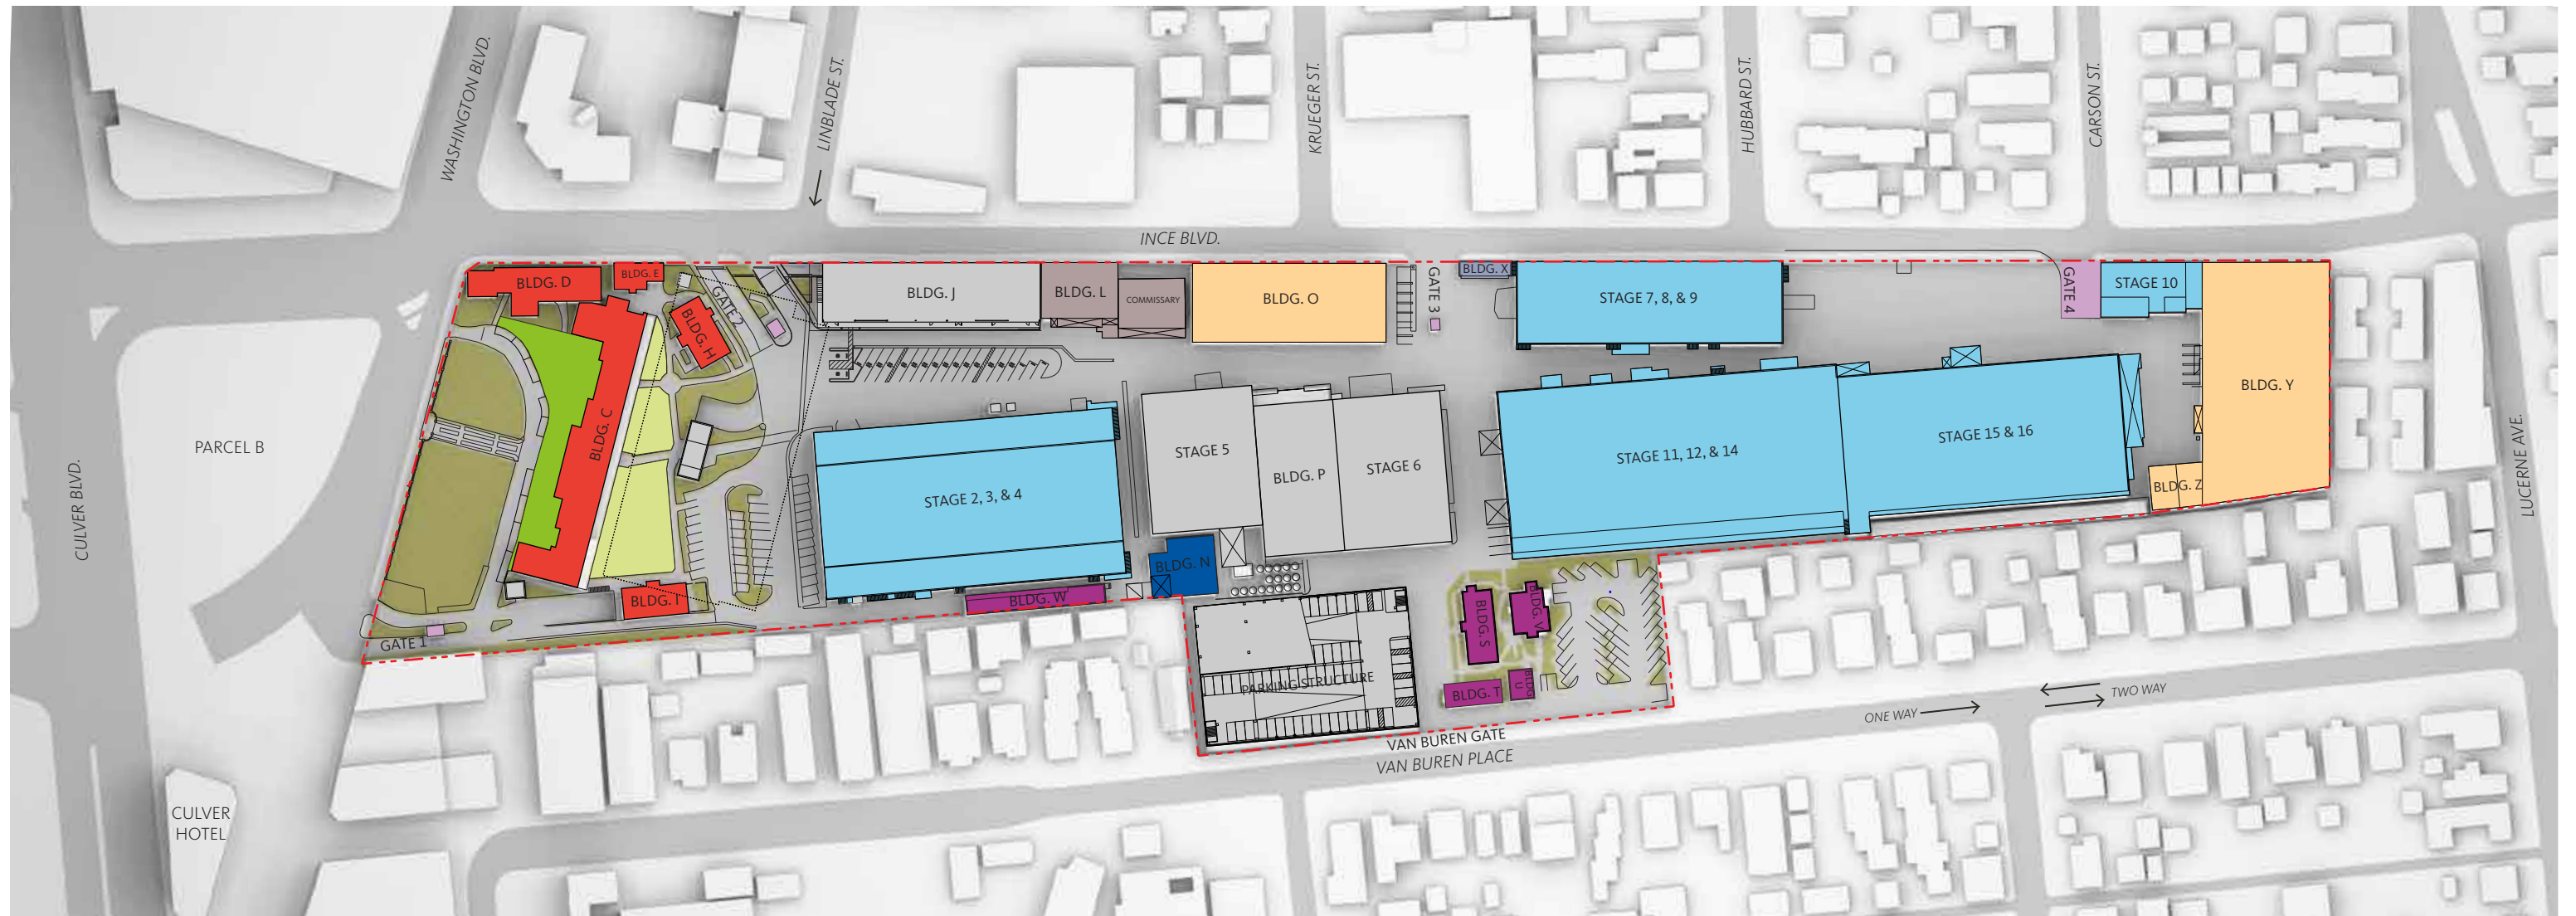 WASHINGTON BLVD.
LINBLADE ST.
KRUEGER ST.
HUBBARD ST.
CARSON ST.
INCE BLVD.
BLDG. D
BLDG. E
GATE 2
BLDG. H
BLDG. J
BLDG. L
COMMISSARY
BLDG. O
GATE 3
BLDG. X
STAGE 7, 8, & 9
GATE 4
STAGE 10
BLDG. Y
PARCEL B
CULVER BLVD.
BLDG. C
STAGE 2, 3, & 4
STAGE 5
BLDG. P
STAGE 6
STAGE 11, 12, & 14
STAGE 15 & 16
BLDG. Z
LUCERNE AVE.
BLDG. N
BLDG. I
BLDG. W
GATE 1
BLDG. S
BLDG. V
PARKING STRUCTURE
BLDG. T
BLDG
U
TWO WAY
ONE WAY
VAN BUREN GATE
VAN BUREN PLACE
CULVER
HOTEL